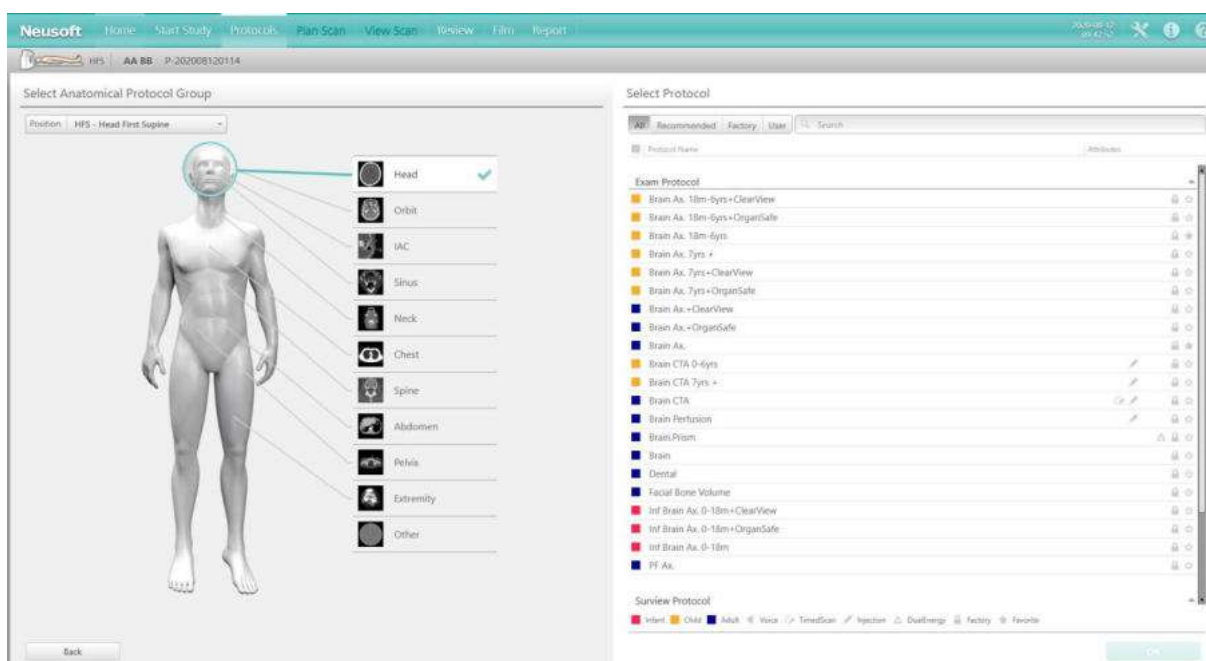 Neusoft Home Start Study Protocols Plan Scan View Scan Review Film Report
HFS AA BB P-202008120114
Select Anatomical Protocol Group
Position HFS - Head First Supine
Head
Orbit
IAC
Sinus
Neck
Chest
Spine
Abdomen
Pelvis
Extremity
Other
Back
Select Protocol
All Recommended Factory User Search
Protocol Name Attributes
Exam Protocol
Brain Ax. 18m-6yrs+ClearView
Brain Ax. 18m-6yrs+OrganSafe
Brain Ax. 18m-6yrs
Brain Ax. 7yrs +
Brain Ax. 7yrs+ClearView
Brain Ax. 7yrs+OrganSafe
Brain Ax.+ClearView
Brain Ax.+OrganSafe
Brain Ax.
Brain CTA 0-6yrs
Brain CTA 7yrs +
Brain CTA
Brain Perfusion
Brain.Prism
Brain
Dental
Facial Bone Volume
Inf Brain Ax. 0-18m+ClearView
Inf Brain Ax. 0-18m+OrganSafe
Inf Brain Ax. 0-18m
PF Ax.
Surview Protocol
Infant Child Adult Voice TimedScan Injection DualEnergy Factory Favorite
OK